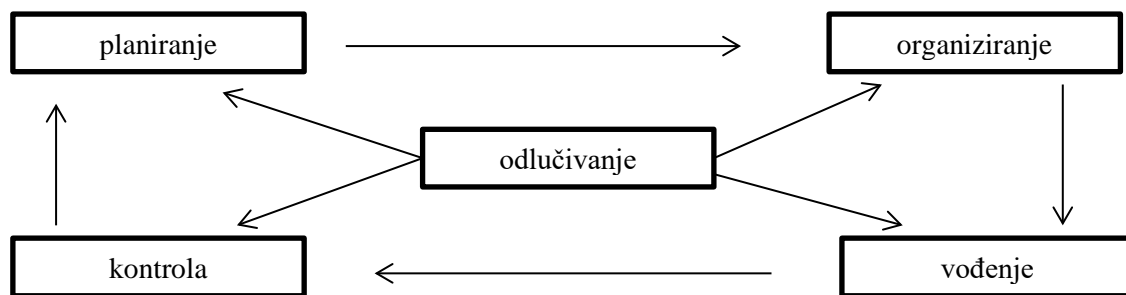 planiranje
organiziranje
odlučivanje
kontrola
vođenje